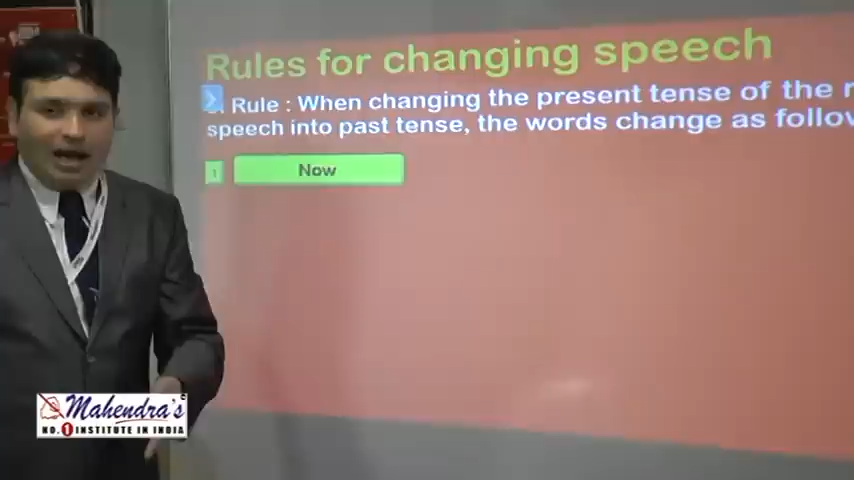 Rules for changing speech
Rule : When changing the present tense of the
speech into past tense, the words change as
1 Now
Mahendra's
NO. 1 INSTITUTE IN INDIA